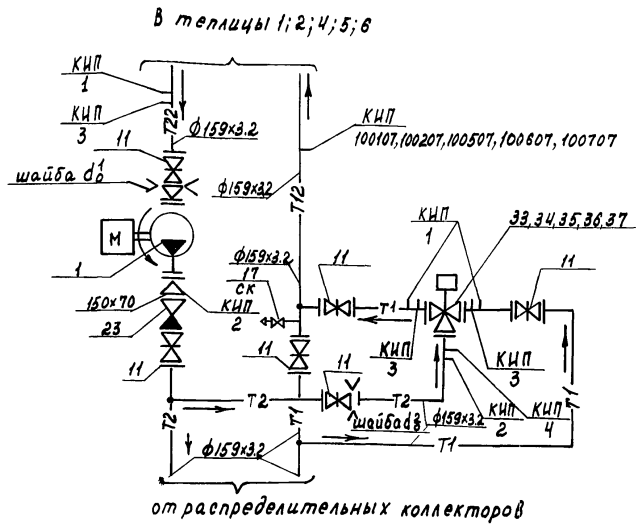 В теплицы 1; 2; 4; 5; 6
КИП
1
КИП
3
Т22
ф159х3.2
11
шайба d¹₀
М
1
150х70
23
11
КИП
2
КИП
100107, 100207, 100507, 100607, 100707
ф159х3.2
Т12
ф159х3.2
17
СК
11
11
Т1
КИП
1
33, 34, 35, 36, 37
11
КИП
3
КИП
3
Т1
Т2
11
Т2
шайба d²₀
ф159х3.2
КИП
2
КИП
4
Т2
Т1
Т1
ф159х3.2
от распределительных коллекторов